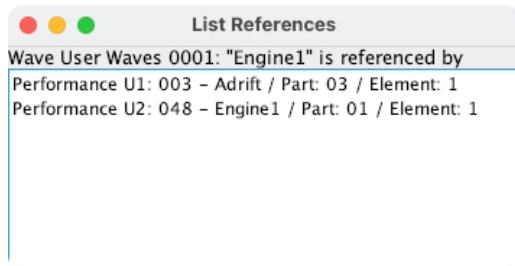 List References
Wave User Waves 0001: "Engine1" is referenced by
Performance U1: 003 – Adrift / Part: 03 / Element: 1
Performance U2: 048 – Engine1 / Part: 01 / Element: 1